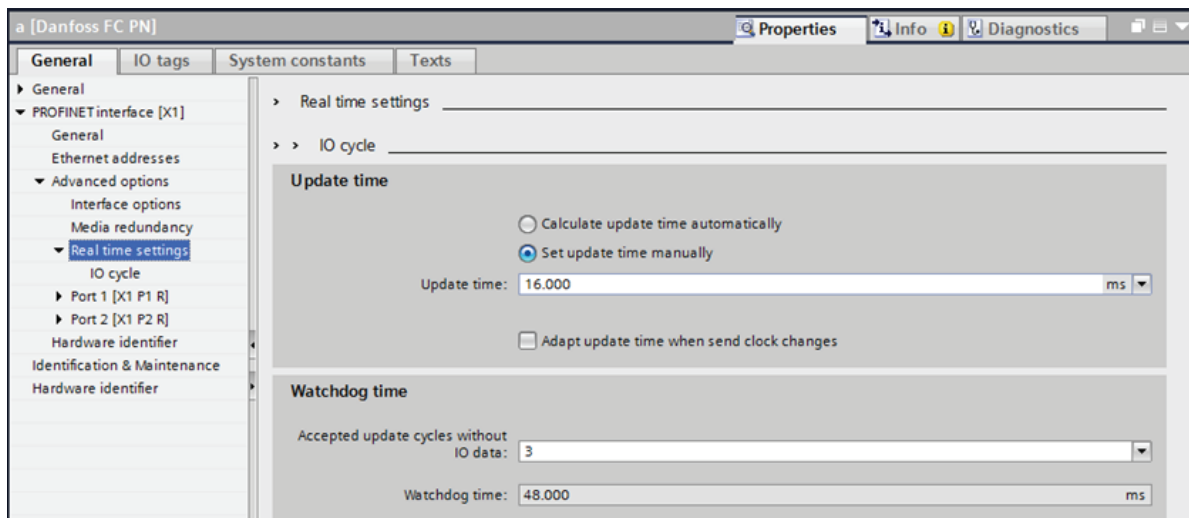 a [Danfoss FC PN]
Properties
Info
Diagnostics
General
IO tags
System constants
Texts
General
PROFINET interface [X1]
General
Ethernet addresses
Advanced options
Interface options
Media redundancy
Real time settings
IO cycle
Port 1 [X1 P1 R]
Port 2 [X1 P2 R]
Hardware identifier
Identification & Maintenance
Hardware identifier
Real time settings
IO cycle
Update time
Calculate update time automatically
Set update time manually
Update time: 16.000 ms
Adapt update time when send clock changes
Watchdog time
Accepted update cycles without
IO data: 3
Watchdog time: 48.000 ms